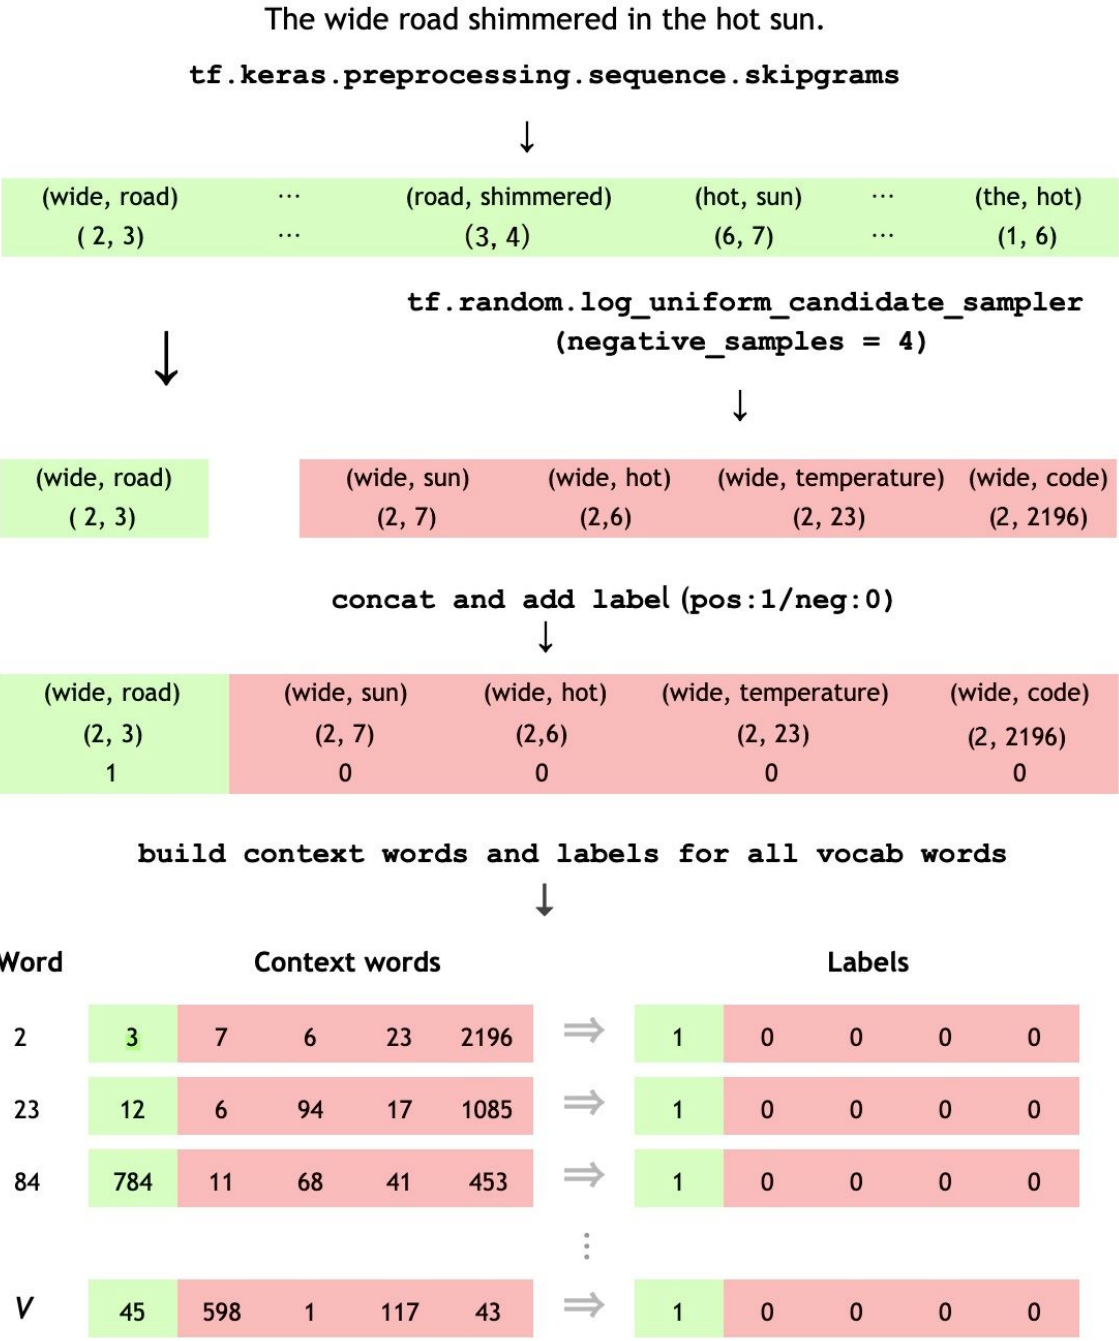 The wide road shimmered in the hot sun.
tf.keras.preprocessing.sequence.skipgrams
↓
(wide, road) ... (road, shimmered) (hot, sun) ... (the, hot)
( 2, 3) ... (3, 4) (6, 7) ... (1, 6)
tf.random.log_uniform_candidate_sampler
(negative_samples = 4)
↓ ↓
(wide, road) (wide, sun) (wide, hot) (wide, temperature) (wide, code)
( 2, 3) (2, 7) (2,6) (2, 23) (2, 2196)
concat and add label (pos:1/neg:0)
↓
(wide, road) (wide, sun) (wide, hot) (wide, temperature) (wide, code)
(2, 3) (2, 7) (2,6) (2, 23) (2, 2196)
1 0 0 0 0
build context words and labels for all vocab words
↓
Word Context words Labels
2 3 7 6 23 2196 ⇒ 1 0 0 0 0
23 12 6 94 17 1085 ⇒ 1 0 0 0 0
84 784 11 68 41 453 ⇒ 1 0 0 0 0
⋮
V 45 598 1 117 43 ⇒ 1 0 0 0 0